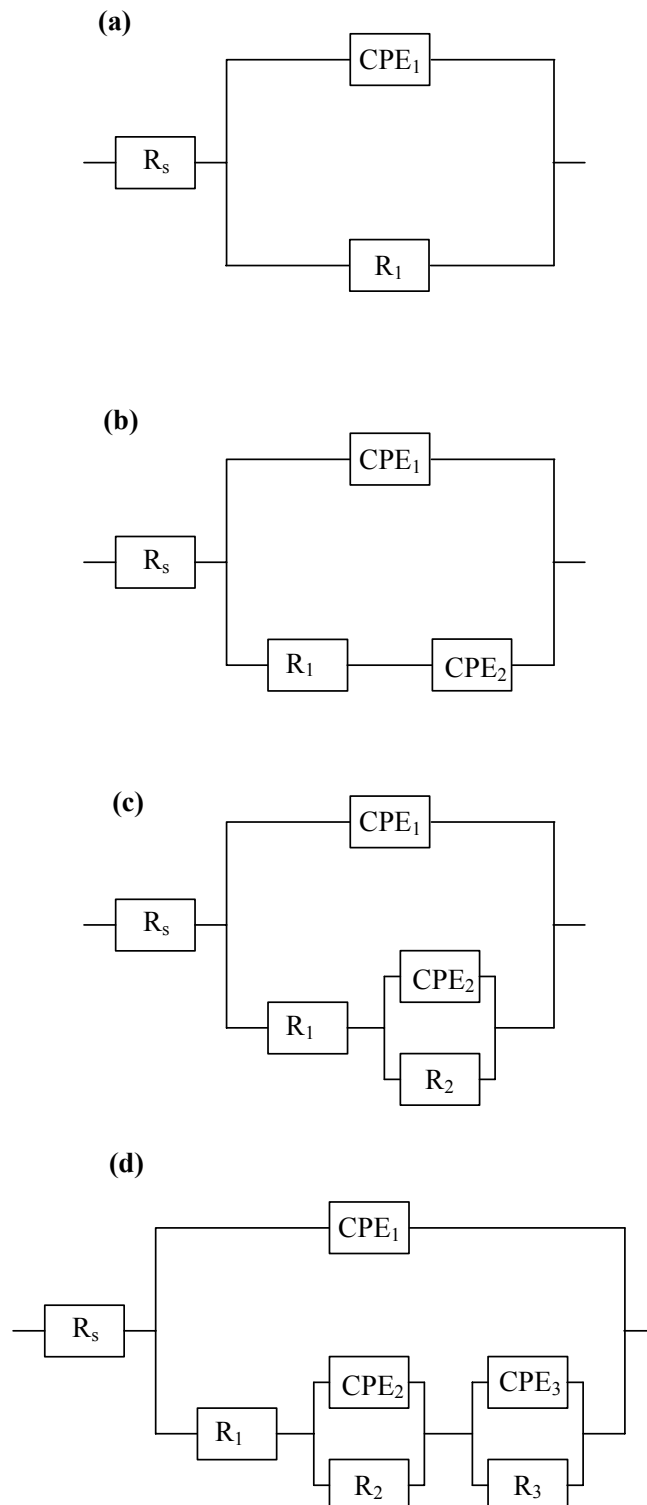 (a)
CPE₁
Rₛ
R₁
(b)
CPE₁
Rₛ
R₁
CPE₂
(c)
CPE₁
Rₛ
CPE₂
R₁
R₂
(d)
CPE₁
Rₛ
CPE₂
CPE₃
R₁
R₂
R₃